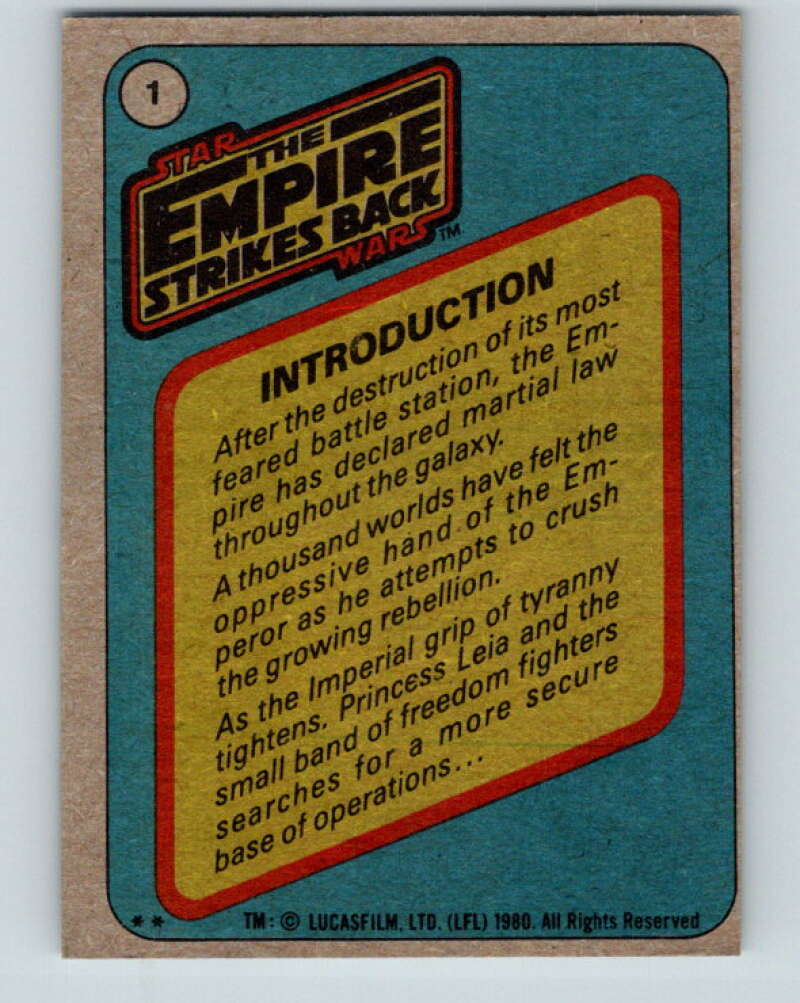 1
STAR
THE
EMPIRE
STRIKES BACK
WARS™
INTRODUCTION
After the destruction of its most
feared battle station, the Em-
pire has declared martial law
throughout the galaxy.
A thousand worlds have felt the
oppressive hand of the Em-
peror as he attempts to crush
the growing rebellion.
As the Imperial grip of tyranny
tightens. Princess Leia and the
small band of freedom fighters
searches for a more secure
base of operations...
** TM: © LUCASFILM, LTD. (LFL) 1980. All Rights Reserved